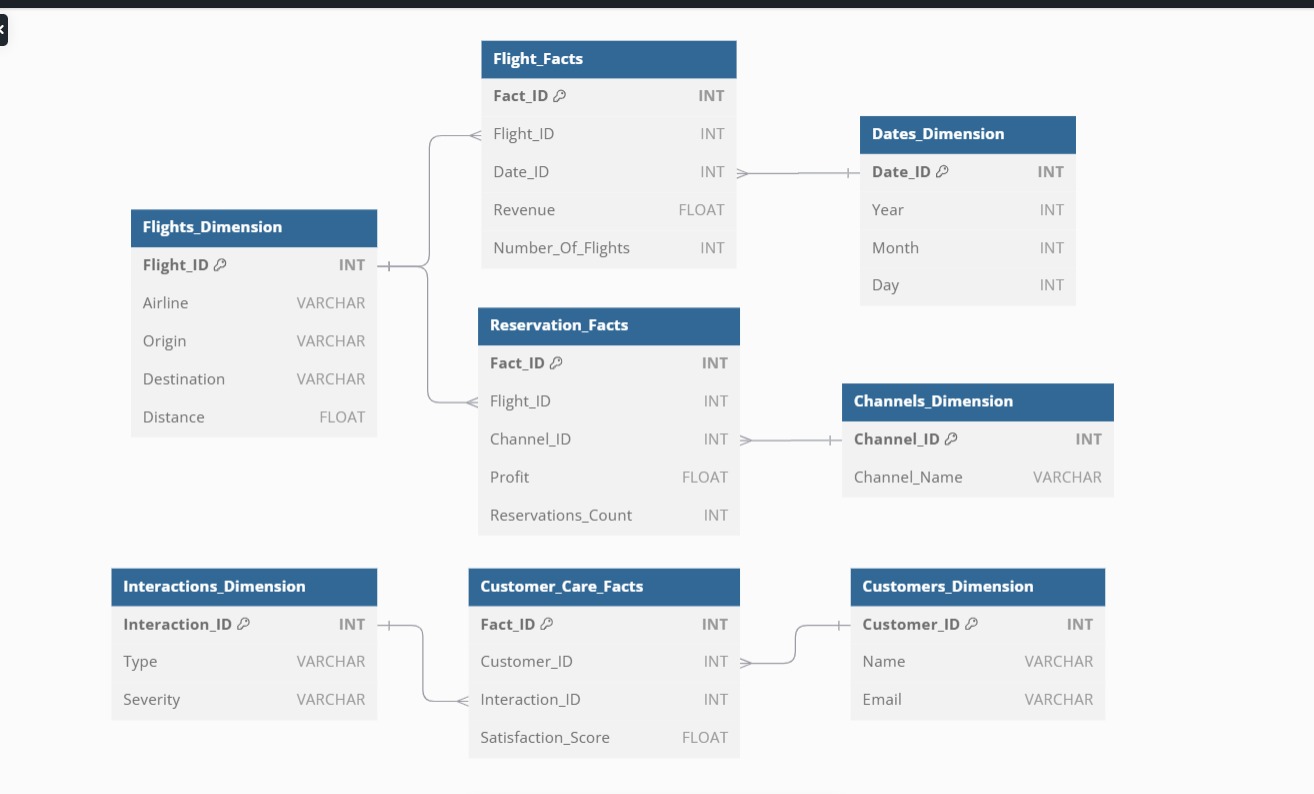 Flight_Facts
Fact_ID INT
Flight_ID INT
Date_ID INT
Revenue FLOAT
Number_Of_Flights INT
Dates_Dimension
Date_ID INT
Year INT
Month INT
Day INT
Flights_Dimension
Flight_ID INT
Airline VARCHAR
Origin VARCHAR
Destination VARCHAR
Distance FLOAT
Reservation_Facts
Fact_ID INT
Flight_ID INT
Channel_ID INT
Profit FLOAT
Reservations_Count INT
Channels_Dimension
Channel_ID INT
Channel_Name VARCHAR
Interactions_Dimension
Interaction_ID INT
Type VARCHAR
Severity VARCHAR
Customer_Care_Facts
Fact_ID INT
Customer_ID INT
Interaction_ID INT
Satisfaction_Score FLOAT
Customers_Dimension
Customer_ID INT
Name VARCHAR
Email VARCHAR